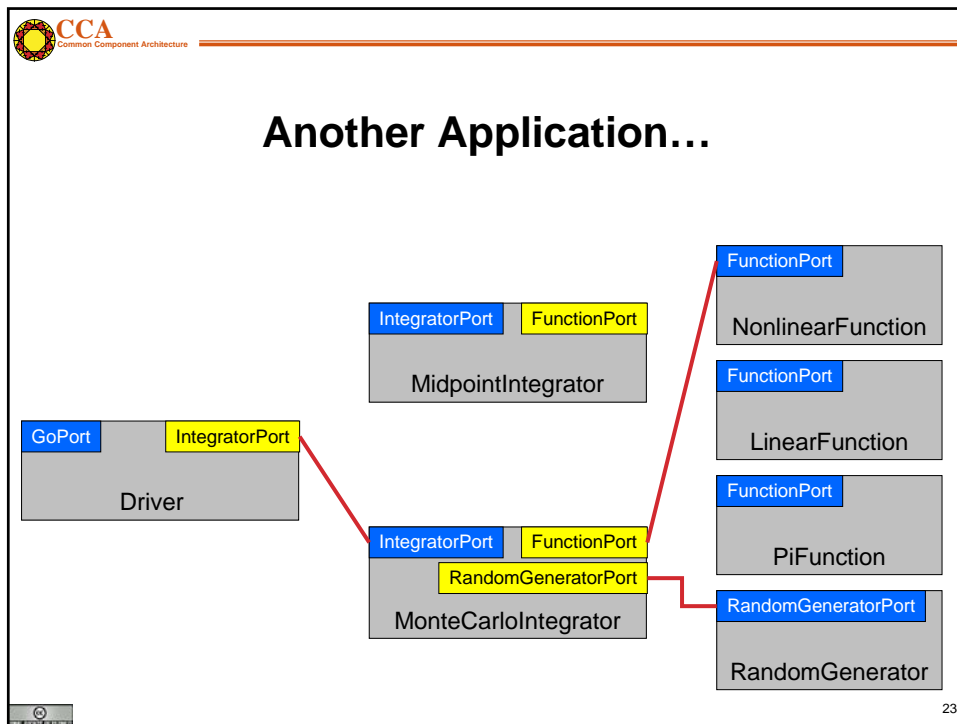 CCA
Common Component Architecture
Another Application…
FunctionPort
NonlinearFunction
IntegratorPort FunctionPort
MidpointIntegrator
FunctionPort
LinearFunction
GoPort IntegratorPort
Driver
FunctionPort
PiFunction
IntegratorPort FunctionPort
RandomGeneratorPort
MonteCarloIntegrator
RandomGeneratorPort
RandomGenerator
23